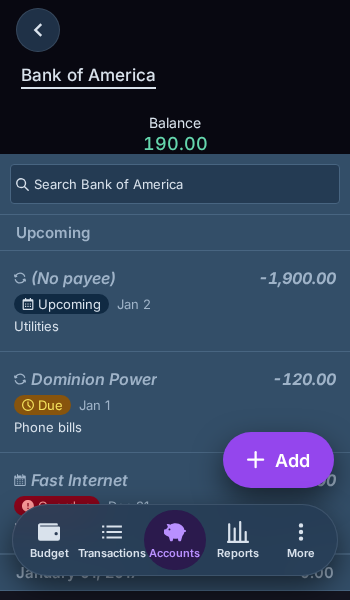 Bank of America
Balance
190.00
Search Bank of America
Upcoming
(No payee) -1,900.00
Upcoming Jan 2
Utilities
Dominion Power -120.00
Due Jan 1
Phone bills
Add
Fast Internet
Budget Transactions Accounts Reports More